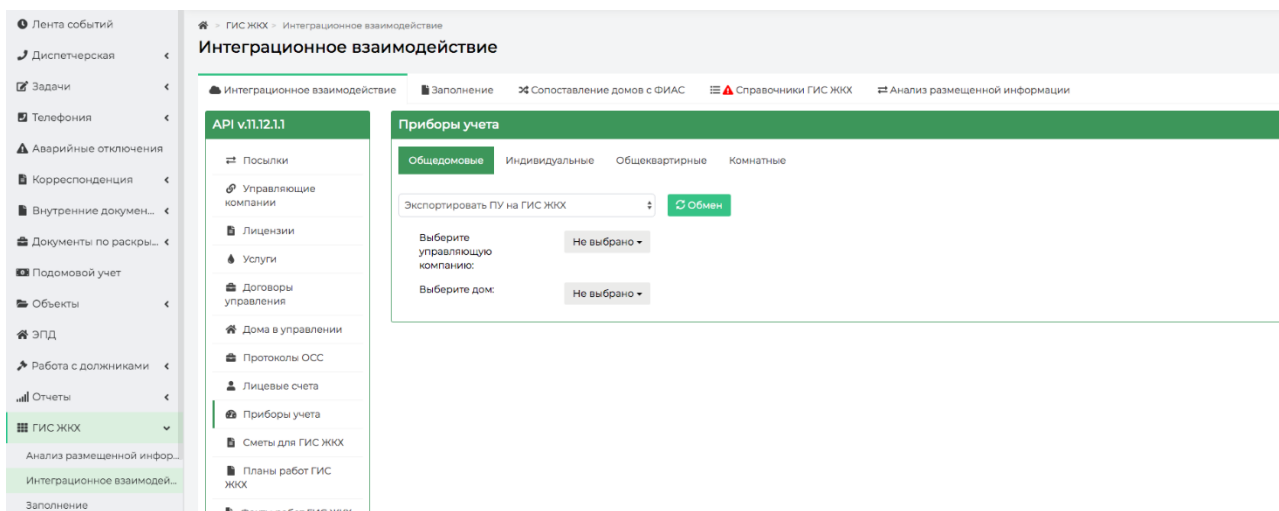 Лента событий
Диспетчерская
Задачи
Телефония
Аварийные отключения
Корреспонденция
Внутренние докумен...
Документы по раскры...
Подомовой учет
Объекты
ЭПД
Работа с должниками
Отчеты
ГИС ЖКХ
Анализ размещенной инфор...
Интеграционное взаимодей...
Заполнение
ГИС ЖКХ Интеграционное взаимодействие
Интеграционное взаимодействие
Интеграционное взаимодействие Заполнение Сопоставление домов с ФИАС Справочники ГИС ЖКХ Анализ размещенной информации
API v.11.12.1.1
Посылки
Управляющие
компании
Лицензии
Услуги
Договоры
управления
Дома в управлении
Протоколы ОСС
Лицевые счета
Приборы учета
Сметы для ГИС ЖКХ
Планы работ ГИС
ЖКХ
Приборы учета
Общедомовые Индивидуальные Общеквартирные Комнатные
Экспортировать ПУ на ГИС ЖКХ Обмен
Выберите
управляющую
компанию:
Не выбрано
Выберите дом:
Не выбрано